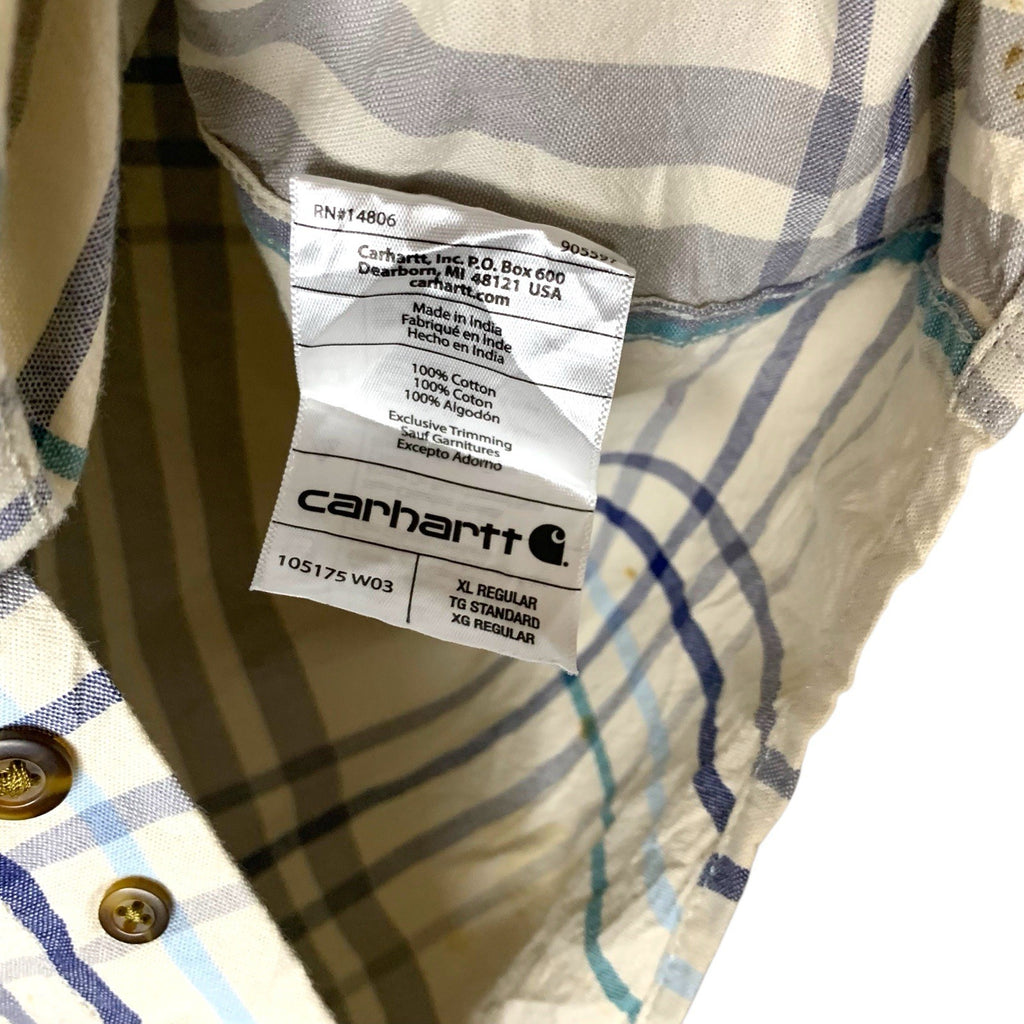 RN#14806
905597
Carhartt, Inc. P.O. Box 600
Dearborn, MI 48121 USA
carhartt.com
Made in India
Fabriqué en Inde
Hecho en India
100% Cotton
100% Coton
100% Algodón
Exclusive Trimming
Sauf Garnitures
Excepto Adorno
carhartt
105175 W03
XL REGULAR
TG STANDARD
XG REGULAR